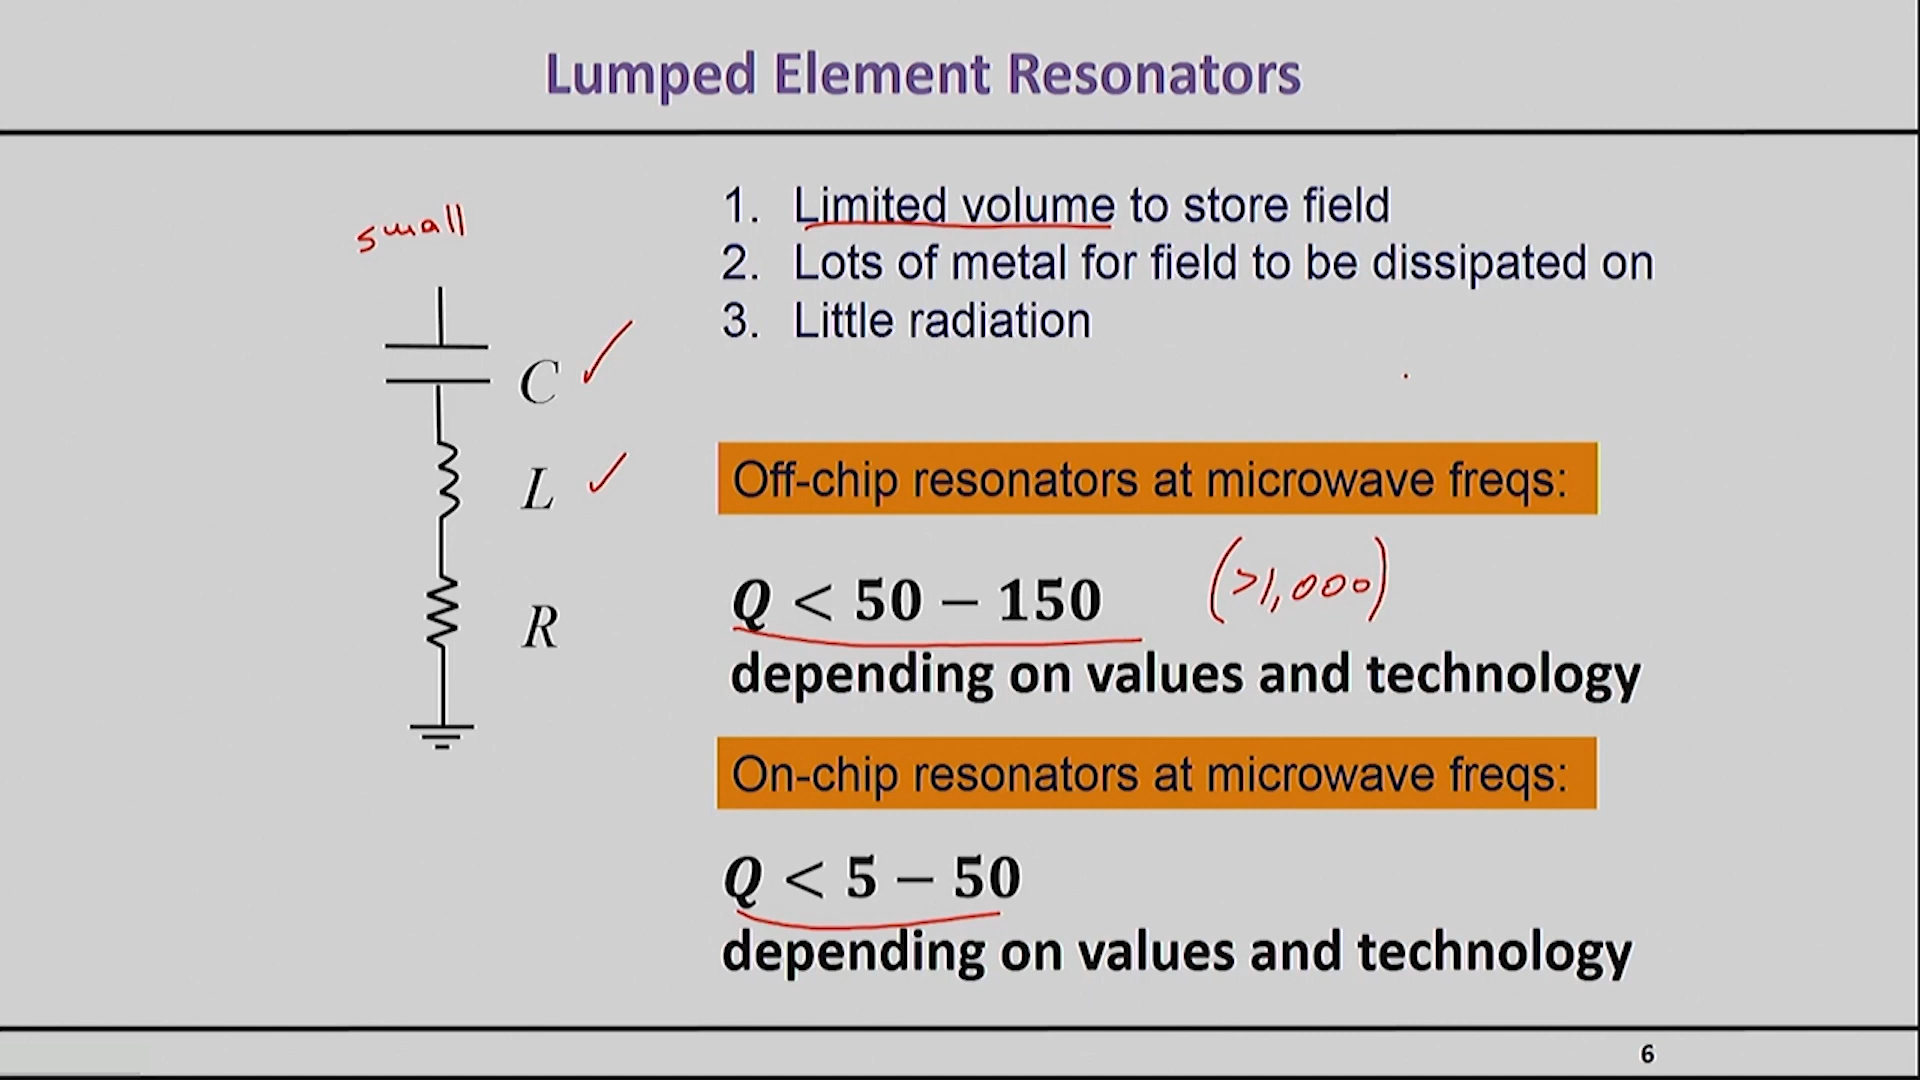 Lumped Element Resonators
small
1. Limited volume to store field
2. Lots of metal for field to be dissipated on
3. Little radiation
C
L
R
Off-chip resonators at microwave freqs:
Q < 50 – 150 (>1,000)
depending on values and technology
On-chip resonators at microwave freqs:
Q < 5 – 50
depending on values and technology
6